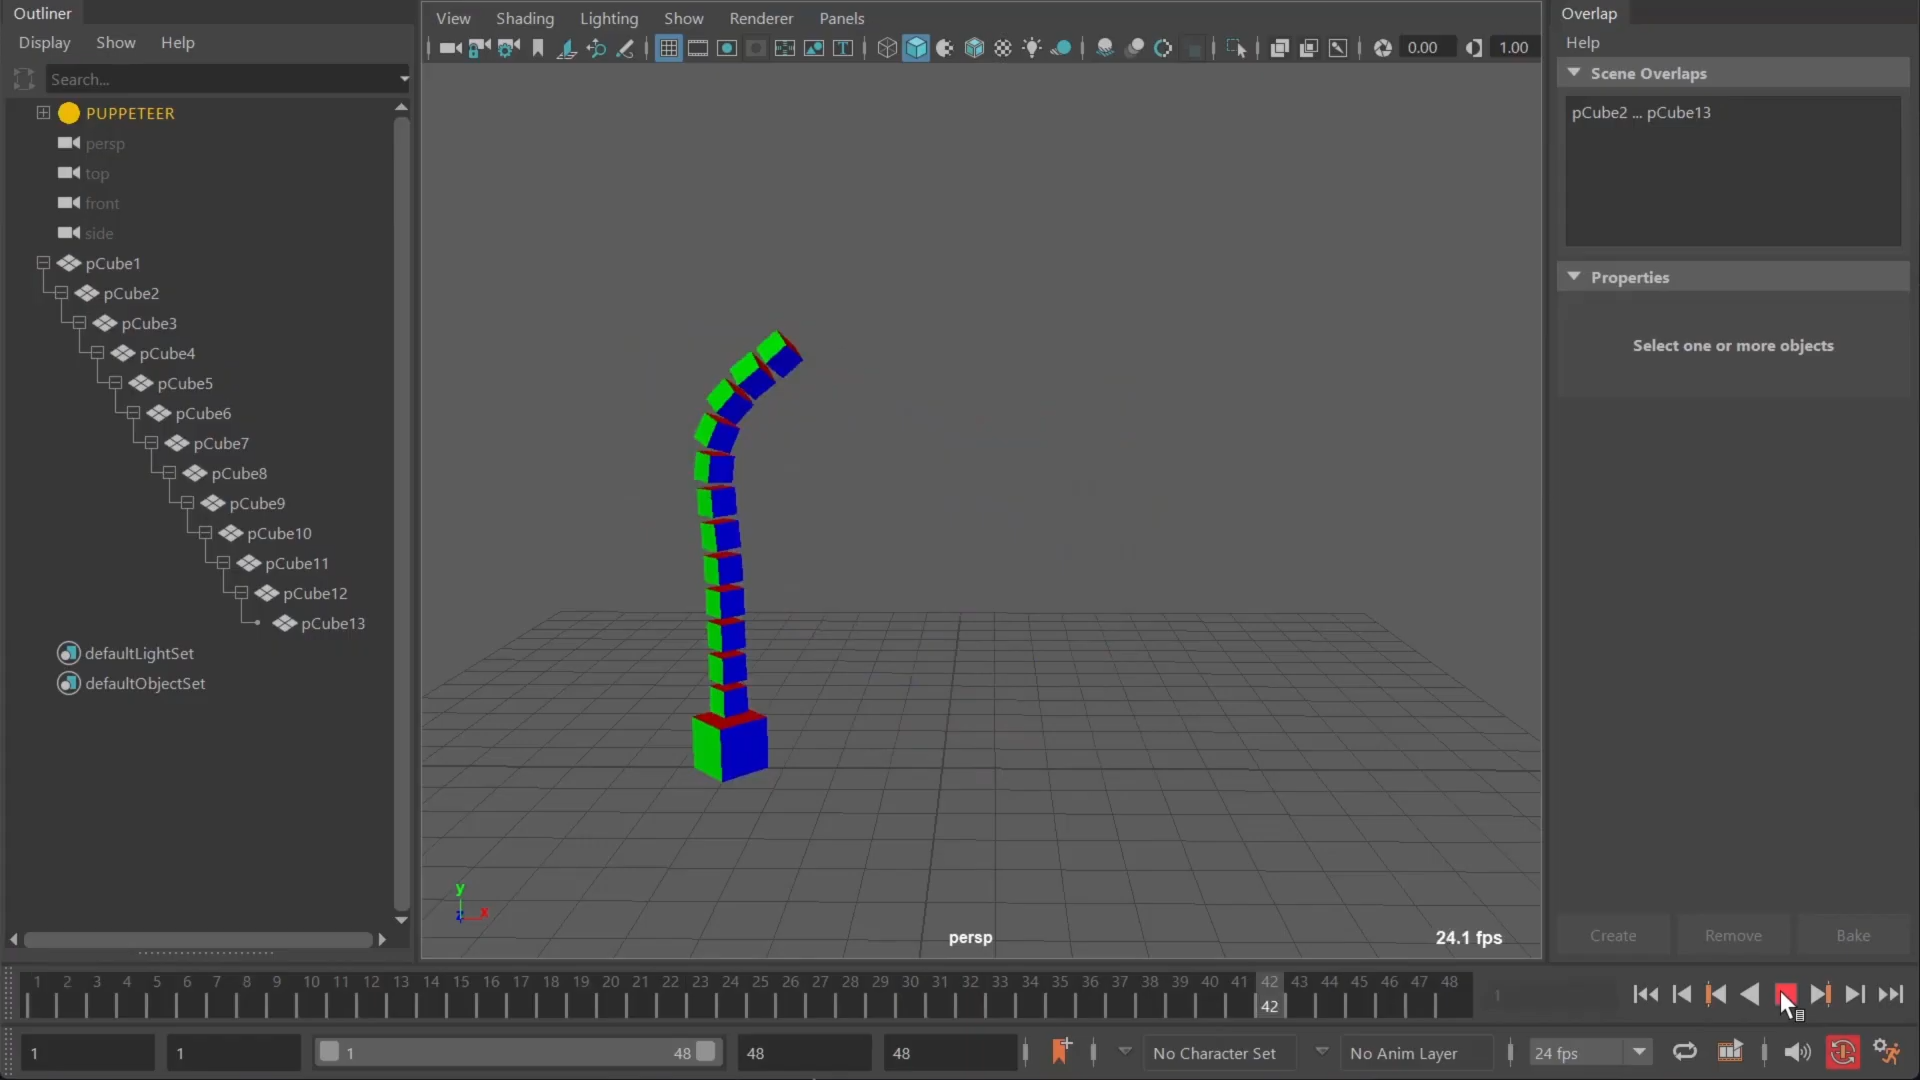 Outliner
Display Show Help
Search...
PUPPETEER
persp
top
front
side
pCube1
pCube2
pCube3
pCube4
pCube5
pCube6
pCube7
pCube8
pCube9
pCube10
pCube11
pCube12
pCube13
defaultLightSet
defaultObjectSet
View Shading Lighting Show Renderer Panels
0.00 1.00
y
z x
persp
24.1 fps
Overlap
Help
Scene Overlaps
pCube2 ... pCube13
Properties
Select one or more objects
Create Remove Bake
1 2 3 4 5 6 7 8 9 10 11 12 13 14 15 16 17 18 19 20 21 22 23 24 25 26 27 28 29 30 31 32 33 34 35 36 37 38 39 40 41 42 43 44 45 46 47 48
42
1
1 1 1 48 48 48 No Character Set No Anim Layer 24 fps